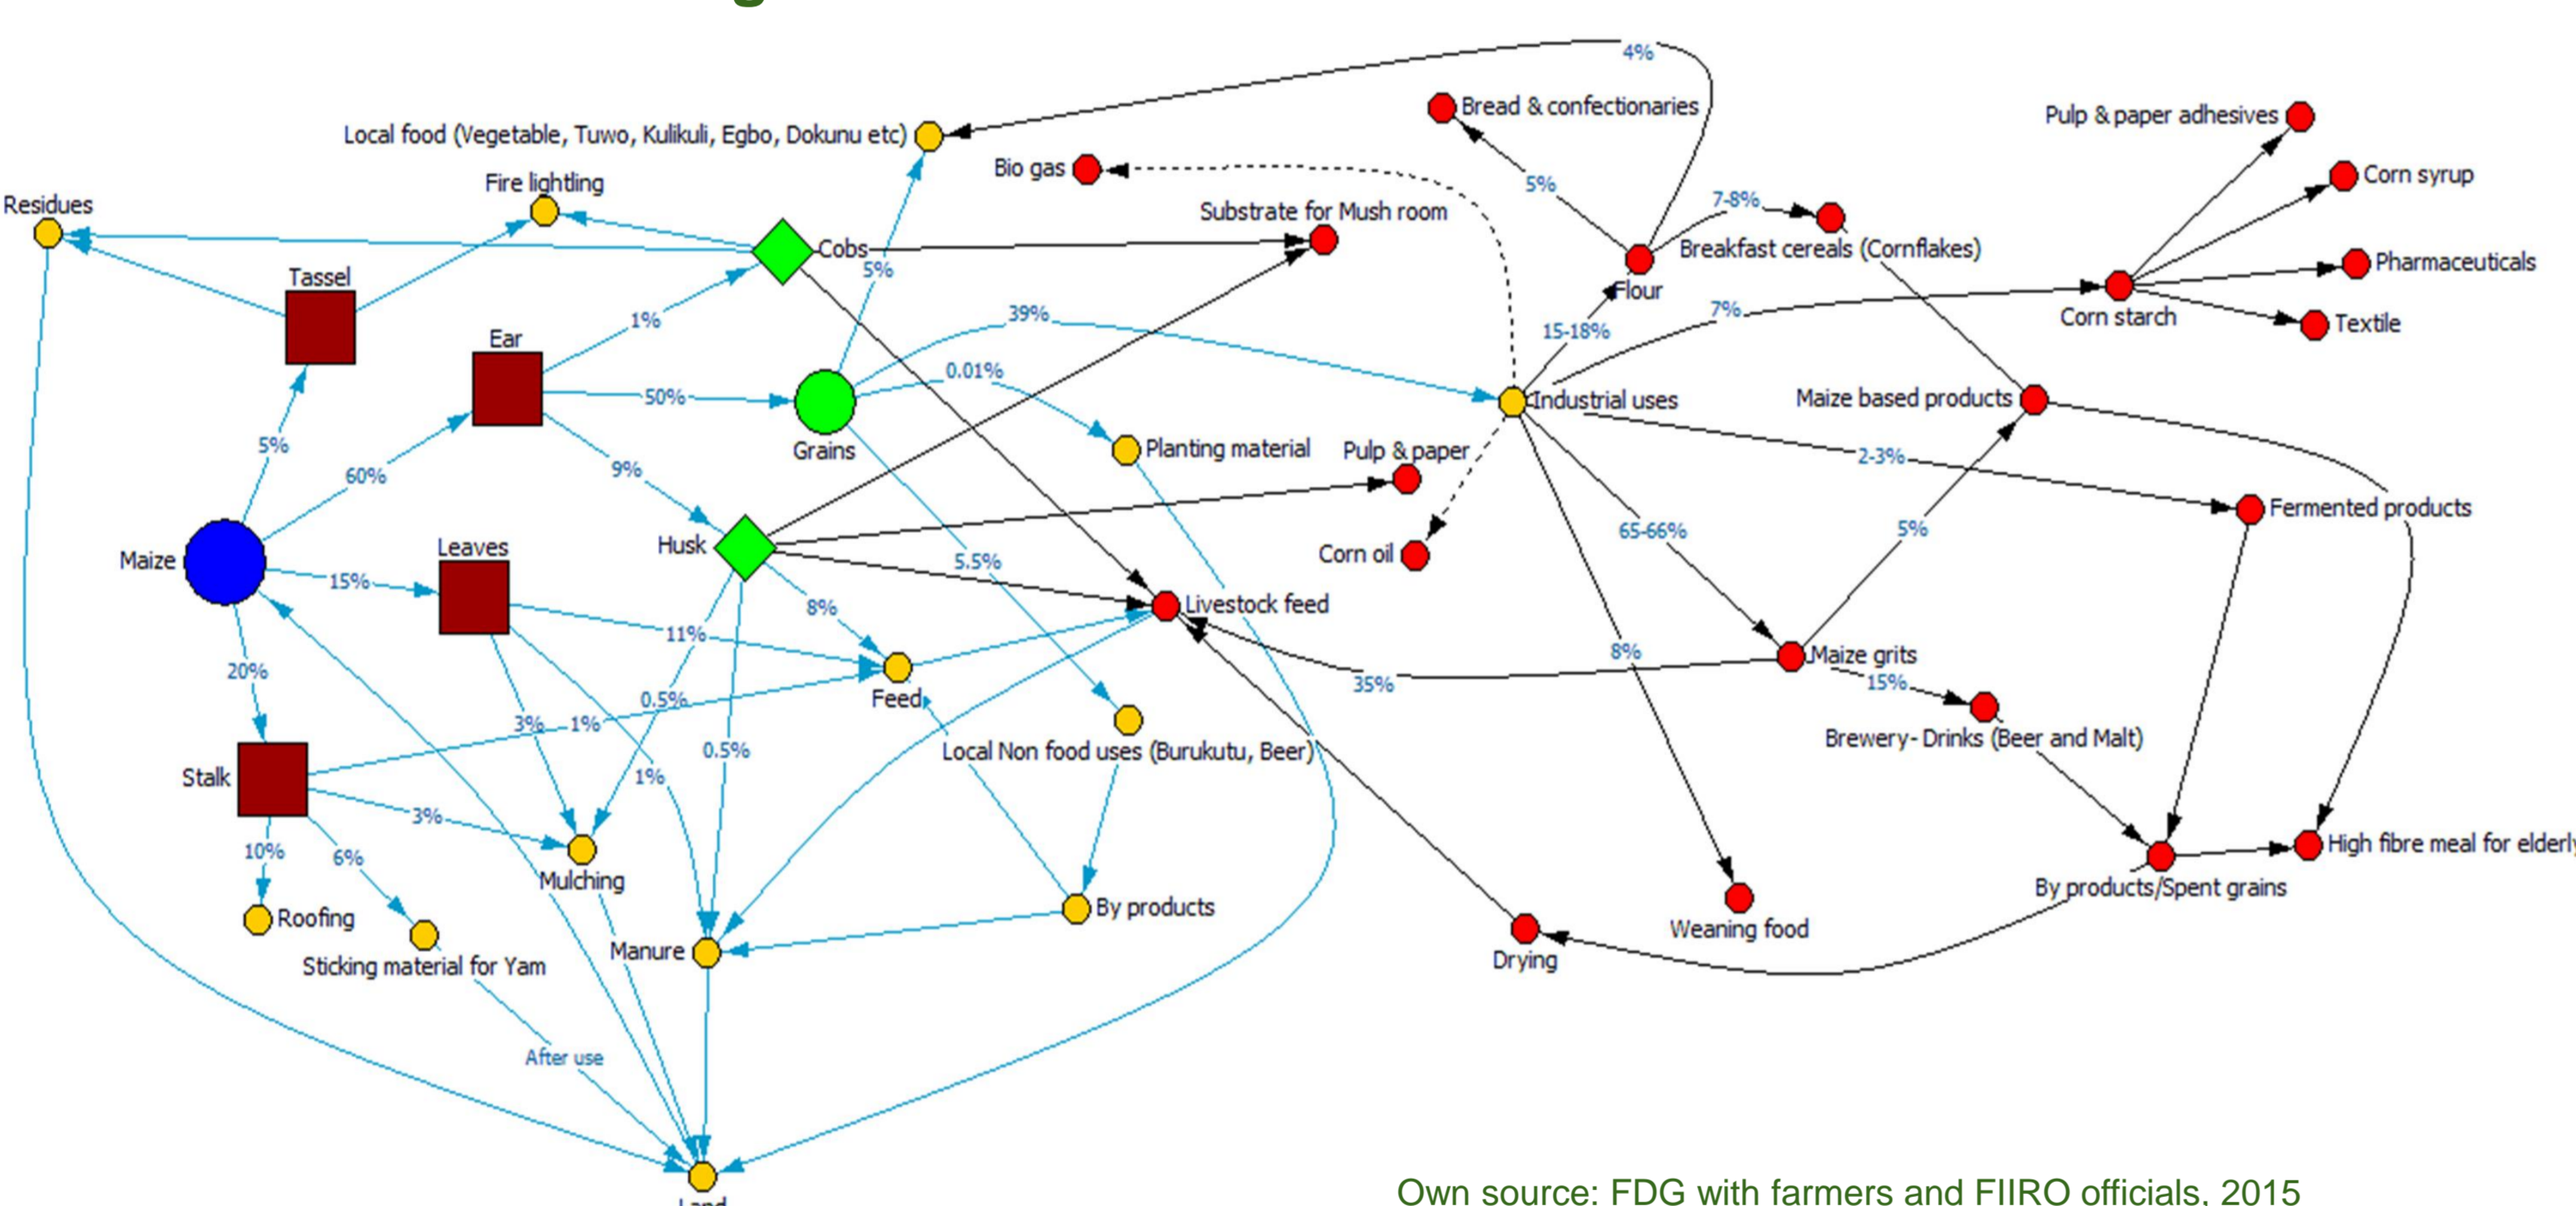 4%
Bread & confectionaries
Pulp & paper adhesives
Local food (Vegetable, Tuwo, Kulikuli, Egbo, Dokunu etc)
Bio gas
Fire lightling
5%
7-8%
Corn syrup
Residues
Substrate for Mush room
Cobs
Breakfast cereals (Cornflakes)
Pharmaceuticals
Tassel
5%
Flour
Corn starch
Textile
1%
39%
15-18%
7%
Ear
0.01%
50%
Industrial uses
Maize based products
5%
Grains
Planting material
Pulp & paper
2-3%
60%
9%
Fermented products
65-66%
5%
Maize
Leaves
Husk
5.5%
Corn oil
15%
8%
Livestock feed
11%
8%
Maize grits
20%
0.5%
Feed
35%
15%
3%
1%
0.5%
Local Non food uses (Burukutu, Beer)
Brewery- Drinks (Beer and Malt)
Stalk
1%
3%
10%
6%
Mulching
High fibre meal for elderly
By products/Spent grains
Roofing
By products
Weaning food
Sticking material for Yam
Manure
Drying
After use
Land
Own source: FDG with farmers and FIIRO officials, 2015